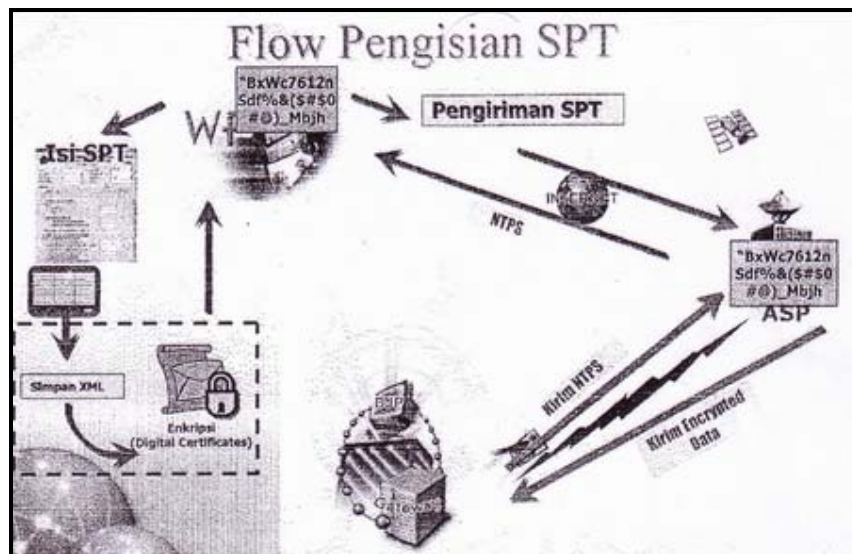 Flow Pengisian SPT
"BxWc7612n
Sdf%&($#$0
#@)_Mbjh
Pengiriman SPT
Isi SPT
INTERNET
NTPS
"BxWc7612n
Sdf%&($#$0
#@)_Mbjh
ASP
Simpan XML
Enkripsi
(Digital Certificates)
Kirim NTPS
Kirim Encrypted
Data
Gateway